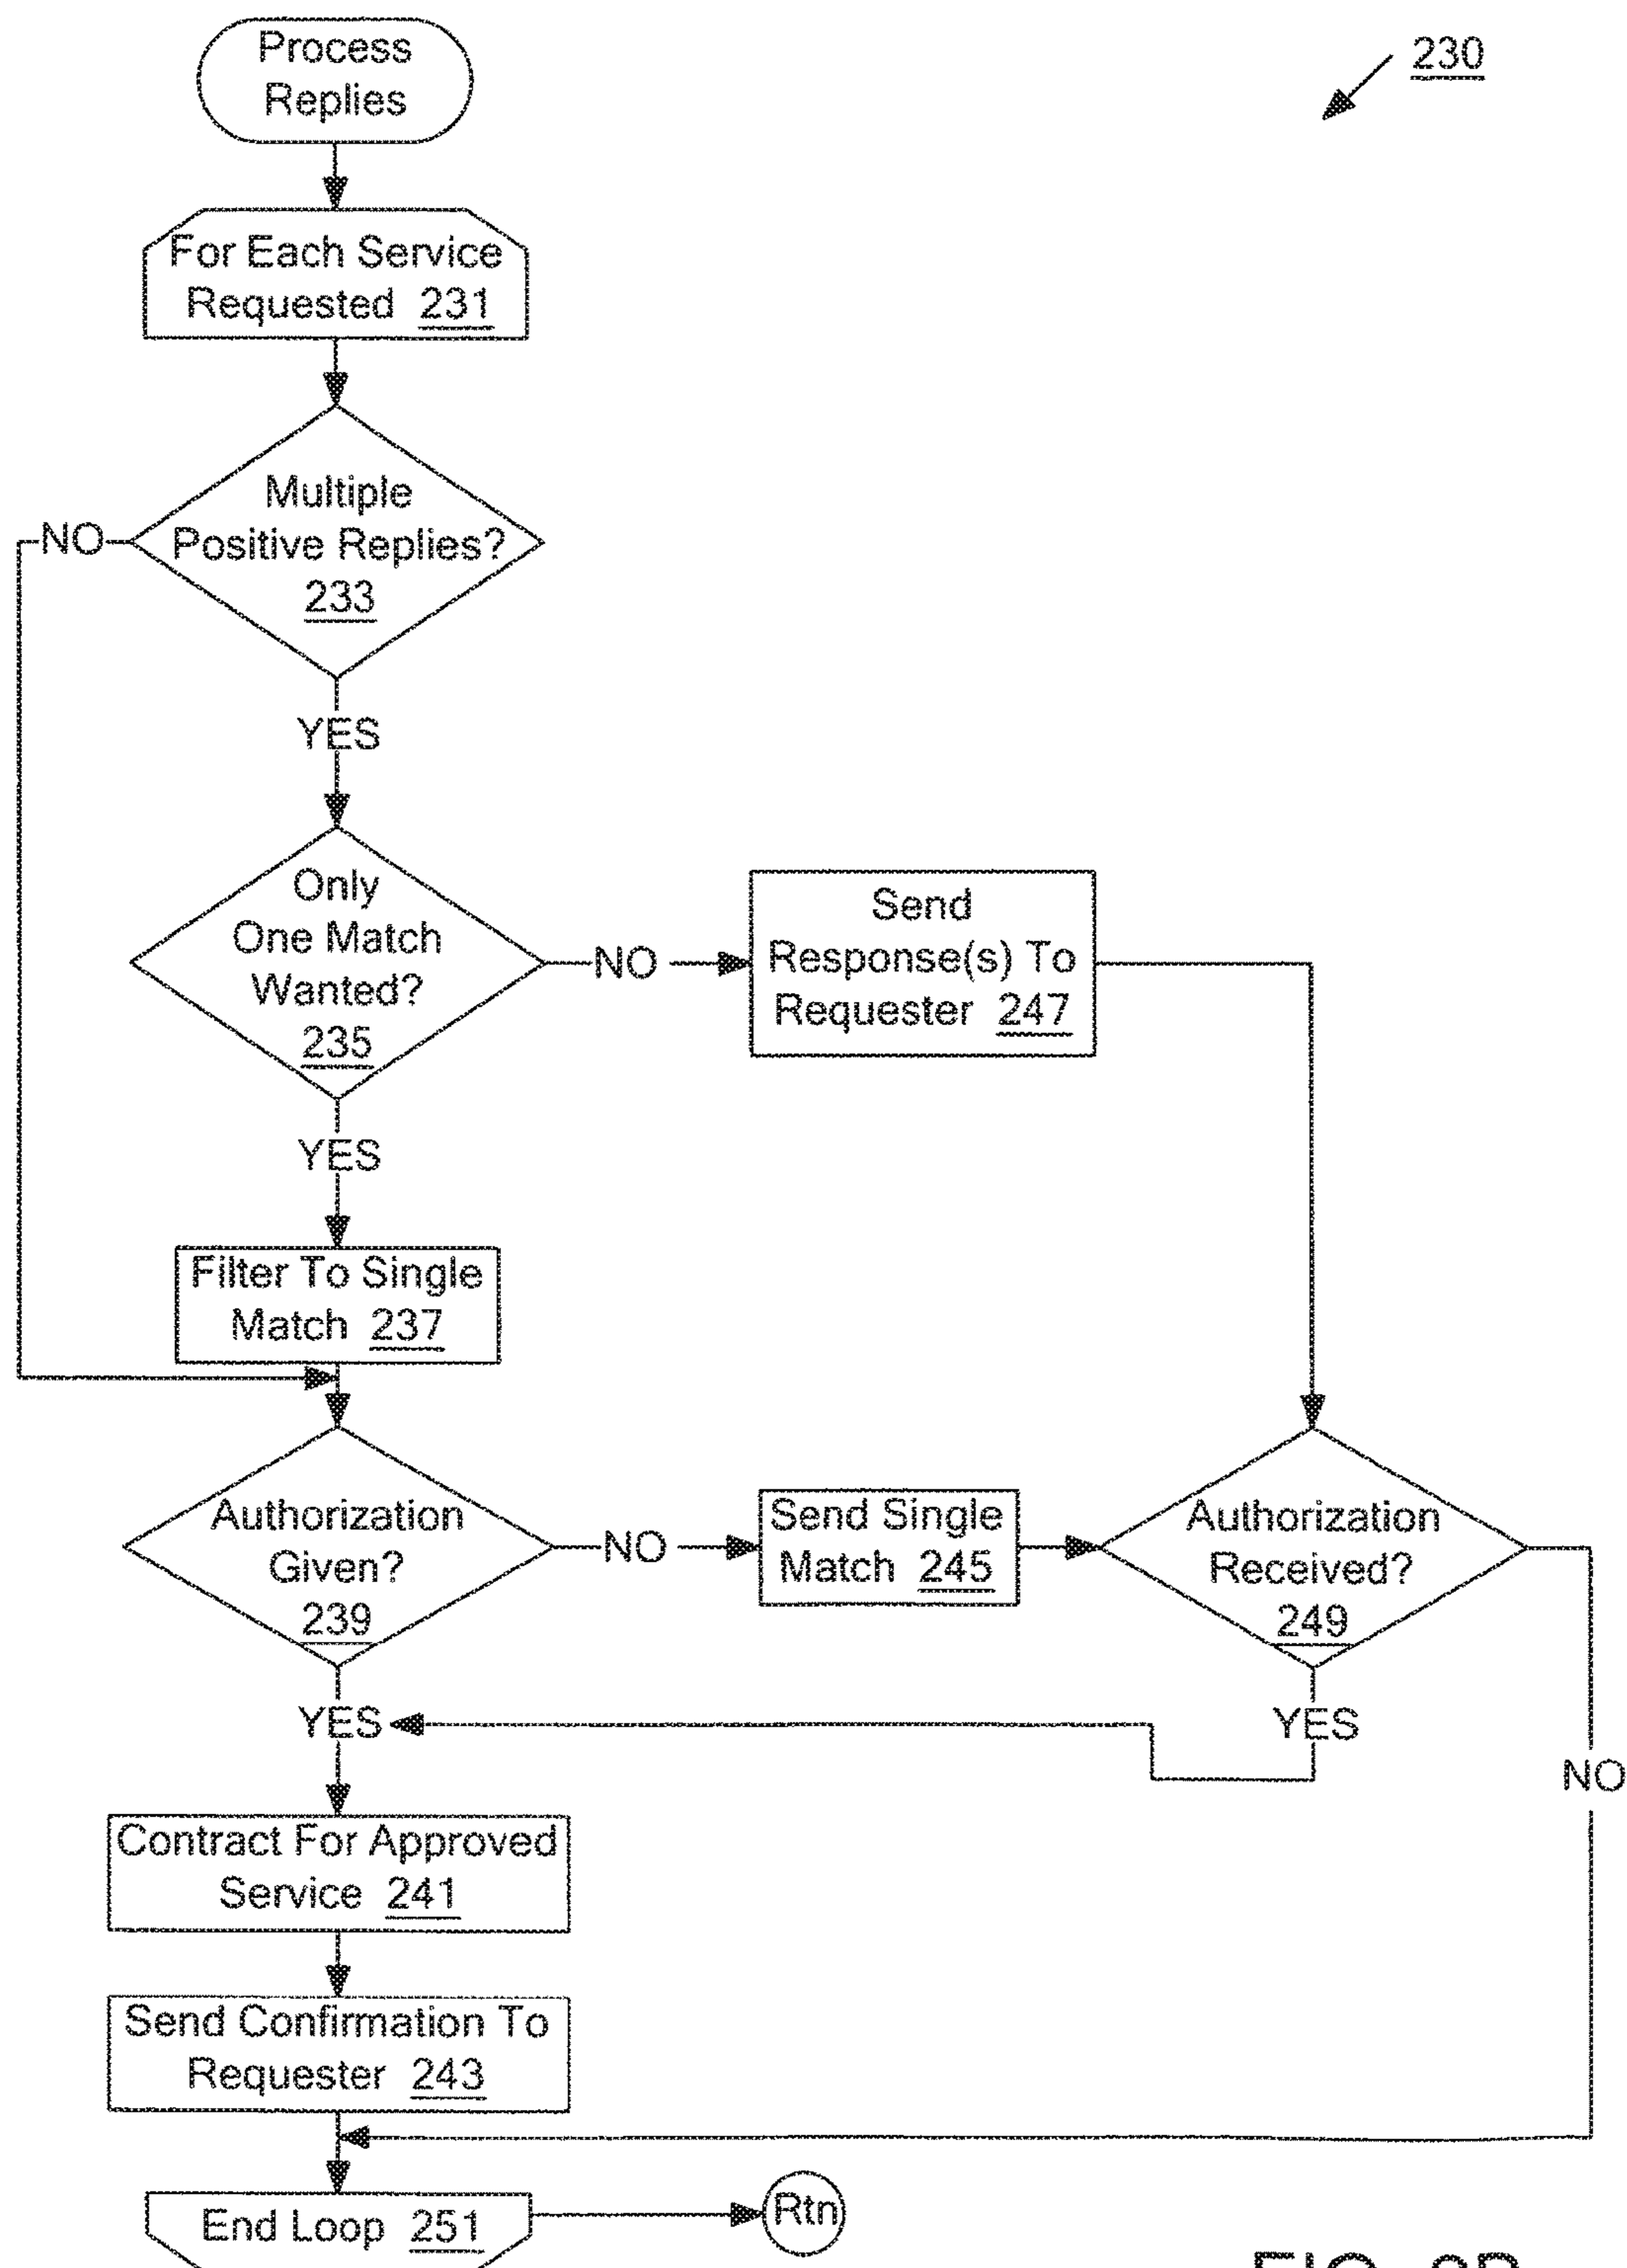 Process
Replies
230
For Each Service
Requested 231
Multiple
Positive Replies?
233
NO
YES
Only
One Match
Wanted?
235
NO
Send
Response(s) To
Requester 247
YES
Filter To Single
Match 237
Authorization
Given?
239
NO
Send Single
Match 245
Authorization
Received?
249
YES
YES
NO
Contract For Approved
Service 241
Send Confirmation To
Requester 243
End Loop 251
Rtn